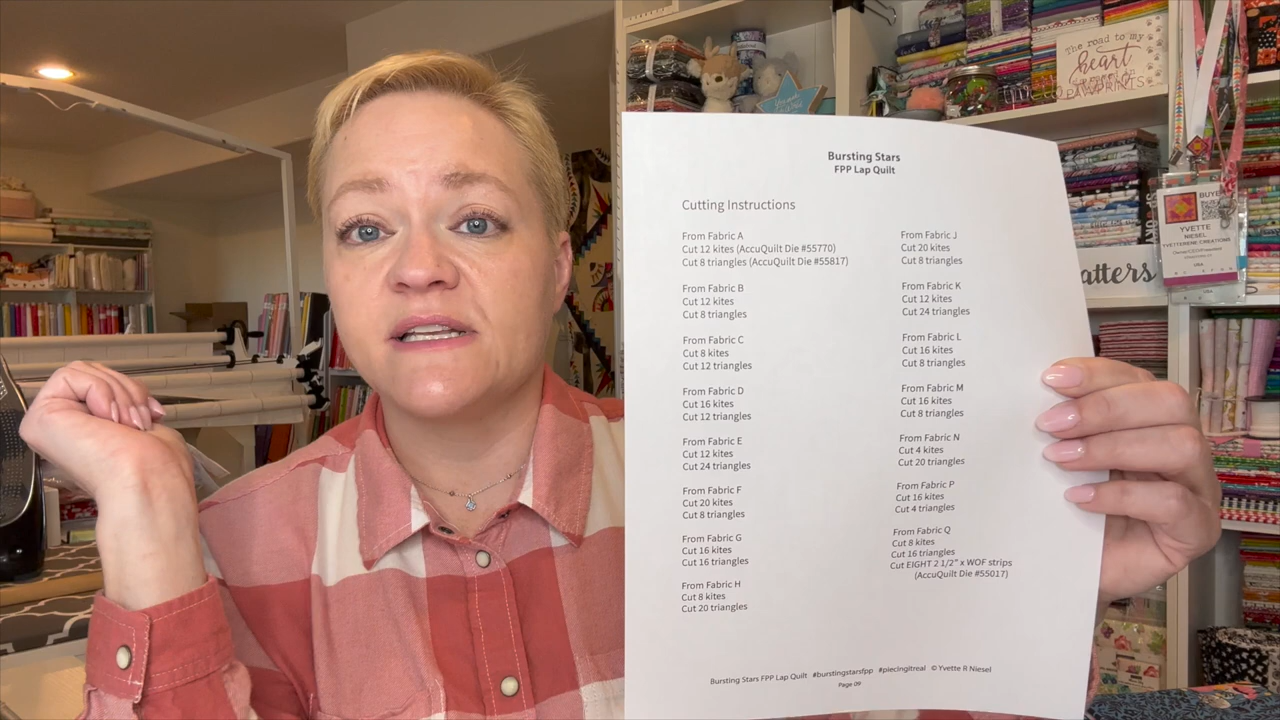 Bursting Stars
FPP Lap Quilt
Cutting Instructions
From Fabric A
Cut 12 kites (AccuQuilt Die #55770)
Cut 8 triangles (AccuQuilt Die #55817)
From Fabric B
Cut 12 kites
Cut 8 triangles
From Fabric C
Cut 8 kites
Cut 12 triangles
From Fabric D
Cut 16 kites
Cut 12 triangles
From Fabric E
Cut 12 kites
Cut 24 triangles
From Fabric F
Cut 20 kites
Cut 8 triangles
From Fabric G
Cut 16 kites
Cut 16 triangles
From Fabric H
Cut 8 kites
Cut 20 triangles
From Fabric J
Cut 20 kites
Cut 8 triangles
From Fabric K
Cut 12 kites
Cut 24 triangles
From Fabric L
Cut 16 kites
Cut 8 triangles
From Fabric M
Cut 16 kites
Cut 8 triangles
From Fabric N
Cut 4 kites
Cut 20 triangles
From Fabric P
Cut 16 kites
Cut 4 triangles
From Fabric Q
Cut 8 kites
Cut 16 triangles
Cut EIGHT 2 1/2" x WOF strips
(AccuQuilt Die #55017)
Bursting Stars FPP Lap Quilt #burstingstarsfpp #piecingitreal © Yvette R Niesel
Page 09
The road to my
heart
PAWPRINTS
BUYE
YVETTE
NIESEL
YVETTERENE CREATIONS
USA
atters